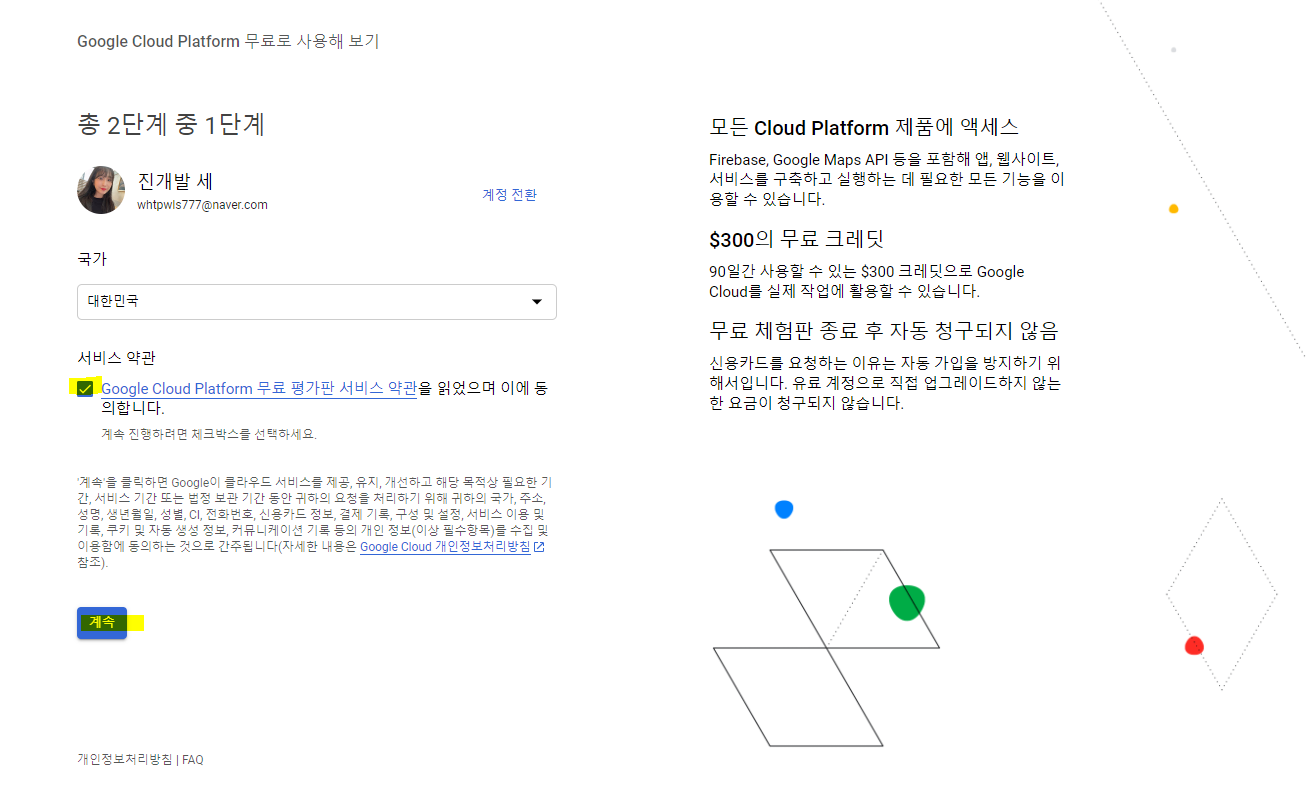 Google Cloud Platform 무료로 사용해 보기
총 2단계 중 1단계
진개발 세
whtpwls777@naver.com
계정 전환
국가
대한민국
서비스 약관
Google Cloud Platform 무료 평가판 서비스 약관을 읽었으며 이에 동
의합니다.
계속 진행하려면 체크박스를 선택하세요.
'계속'을 클릭하면 Google이 클라우드 서비스를 제공, 유지, 개선하고 해당 목적상 필요한 기
간, 서비스 기간 또는 법정 보관 기간 동안 귀하의 요청을 처리하기 위해 귀하의 국가, 주소,
성명, 생년월일, 성별, CI, 전화번호, 신용카드 정보, 결제 기록, 구성 및 설정, 서비스 이용 및
기록, 쿠키 및 자동 생성 정보, 커뮤니케이션 기록 등의 개인 정보(이상 필수항목)를 수집 및
이용함에 동의하는 것으로 간주됩니다(자세한 내용은 Google Cloud 개인정보처리방침
참조).
계속
개인정보처리방침 | FAQ
모든 Cloud Platform 제품에 액세스
Firebase, Google Maps API 등을 포함해 앱, 웹사이트,
서비스를 구축하고 실행하는 데 필요한 모든 기능을 이
용할 수 있습니다.
$300의 무료 크레딧
90일간 사용할 수 있는 $300 크레딧으로 Google
Cloud를 실제 작업에 활용할 수 있습니다.
무료 체험판 종료 후 자동 청구되지 않음
신용카드를 요청하는 이유는 자동 가입을 방지하기 위
해서입니다. 유료 계정으로 직접 업그레이드하지 않는
한 요금이 청구되지 않습니다.